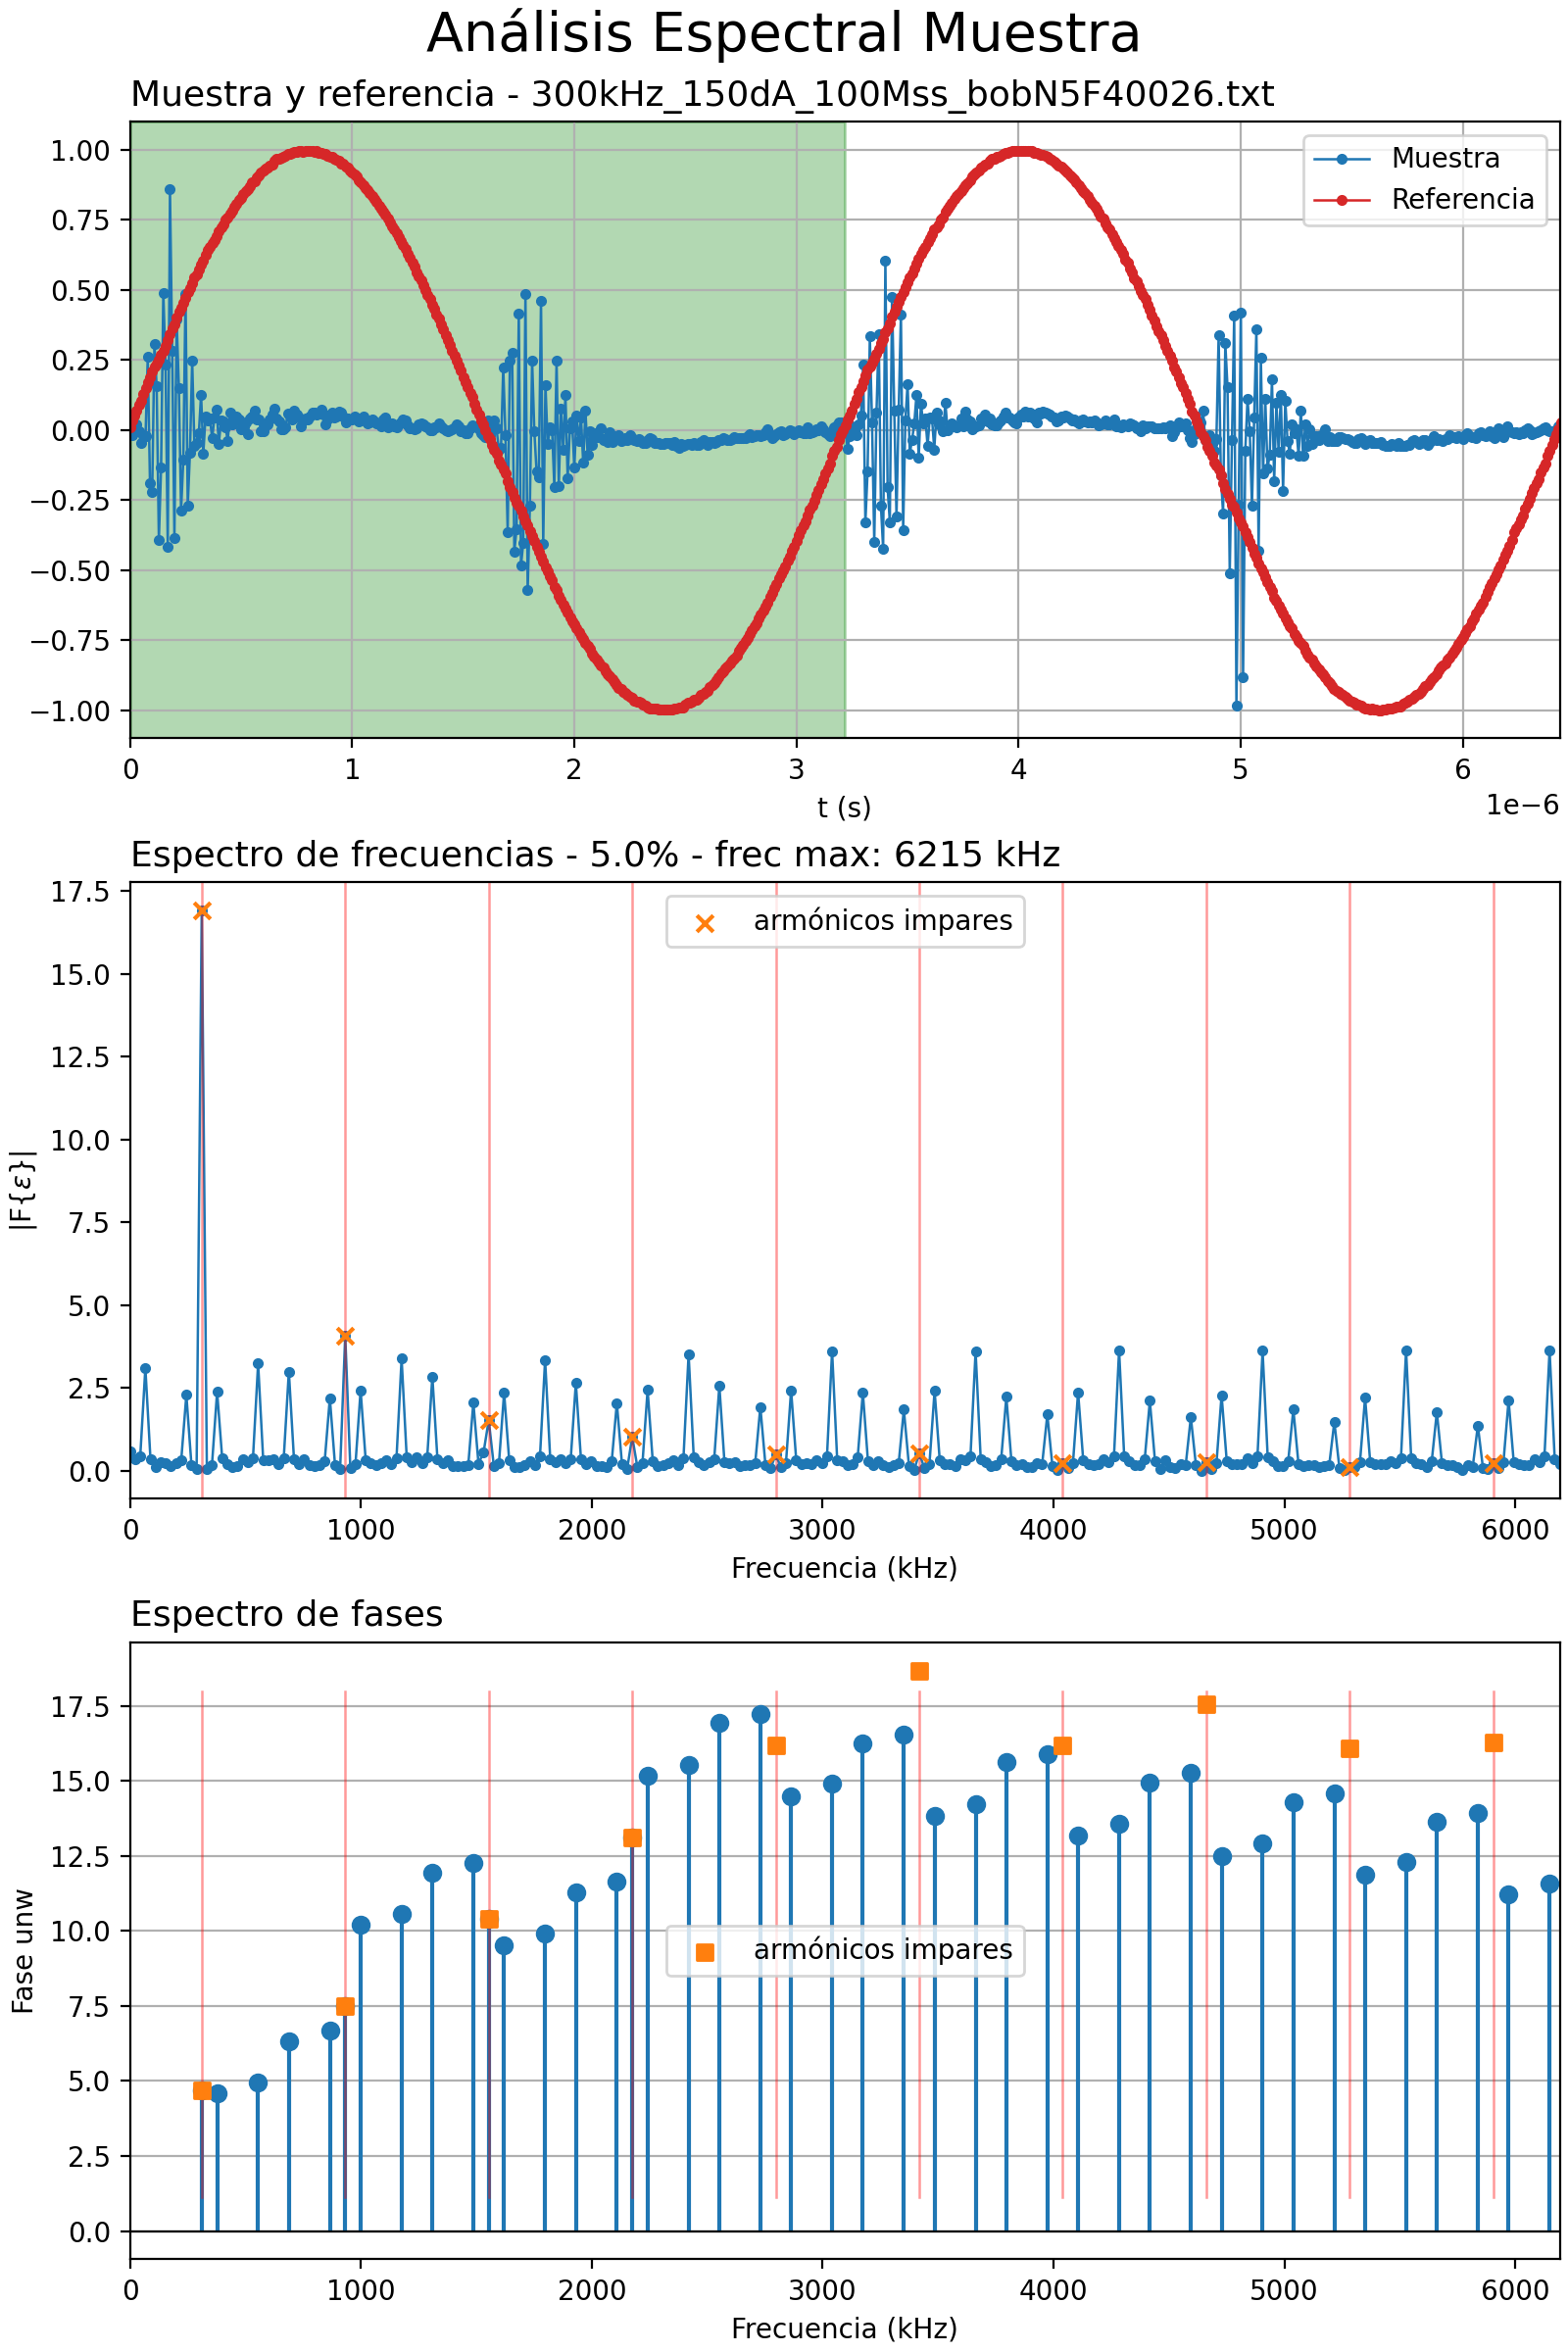 Análisis Espectral Muestra
Muestra y referencia - 300kHz_150dA_100Mss_bobN5F40026.txt
1.00
0.75
0.50
0.25
0.00
−0.25
−0.50
−0.75
−1.00
Muestra
Referencia
0 1 2 3 4 5 6
t (s)
1e−6
Espectro de frecuencias - 5.0% - frec max: 6215 kHz
17.5
15.0
12.5
10.0
7.5
5.0
2.5
0.0
|F{ε}|
armónicos impares
0 1000 2000 3000 4000 5000 6000
Frecuencia (kHz)
Espectro de fases
17.5
15.0
12.5
10.0
7.5
5.0
2.5
0.0
Fase unw
armónicos impares
0 1000 2000 3000 4000 5000 6000
Frecuencia (kHz)